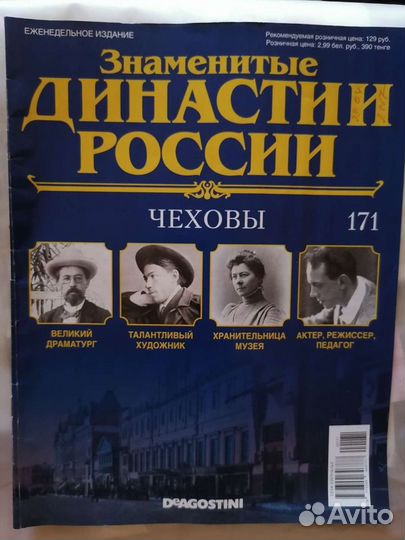 ЕЖЕНЕДЕЛЬНОЕ ИЗДАНИЕ
Рекомендуемая розничная цена: 129 руб.
Розничная цена: 2,99 бел. руб., 390 тенге
Знаменитые
ДИНАСТИИ
РОССИИ
ЧЕХОВЫ
171
ВЕЛИКИЙ
ДРАМАТУРГ
ТАЛАНТЛИВЫЙ
ХУДОЖНИК
ХРАНИТЕЛЬНИЦА
МУЗЕЯ
АКТЕР, РЕЖИССЕР,
ПЕДАГОГ
DeAGOSTINI
Avito